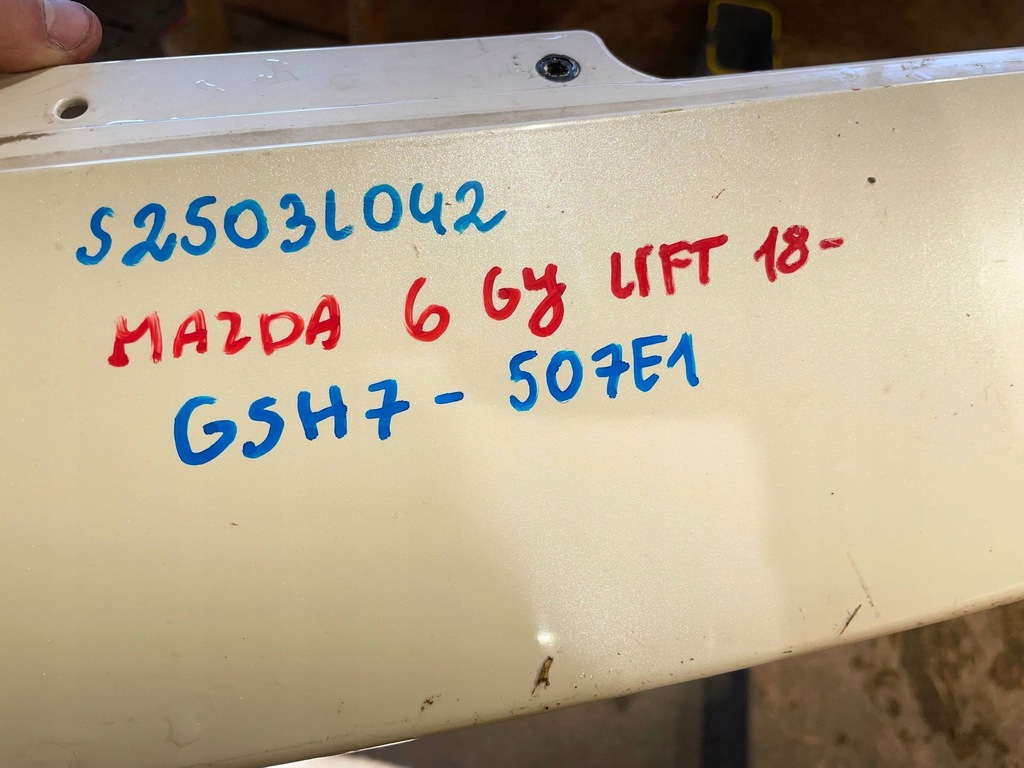 S2503L042
MAZDA 6 GY LIFT 18-
GSH7-507E1